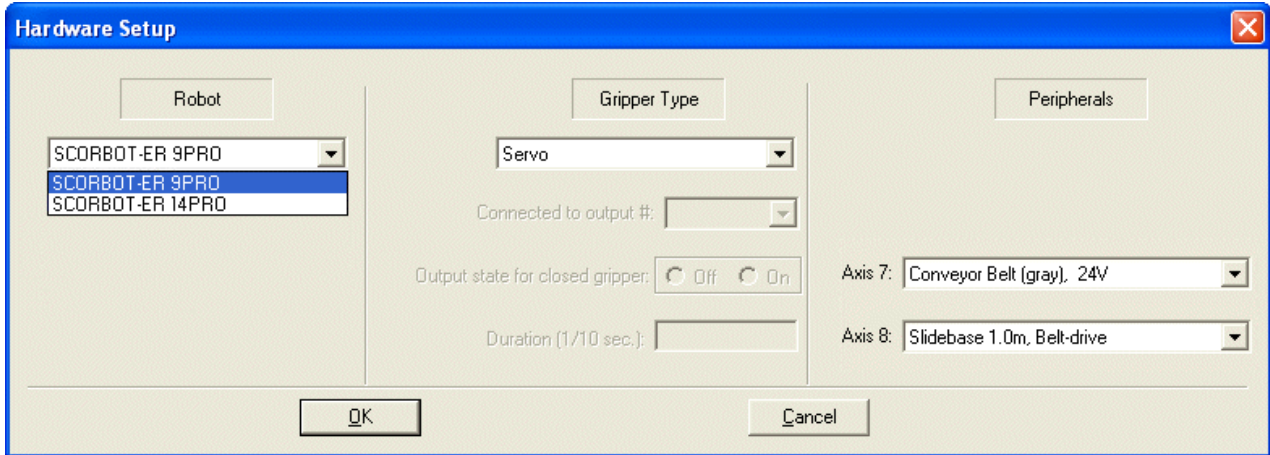 Hardware Setup
Robot
SCORBOT-ER 9PRO
SCORBOT-ER 9PRO
SCORBOT-ER 14PRO
Gripper Type
Servo
Connected to output #:
Output state for closed gripper: Off On
Duration (1/10 sec.):
Peripherals
Axis 7: Conveyor Belt (gray), 24V
Axis 8: Slidebase 1.0m, Belt-drive
OK
Cancel